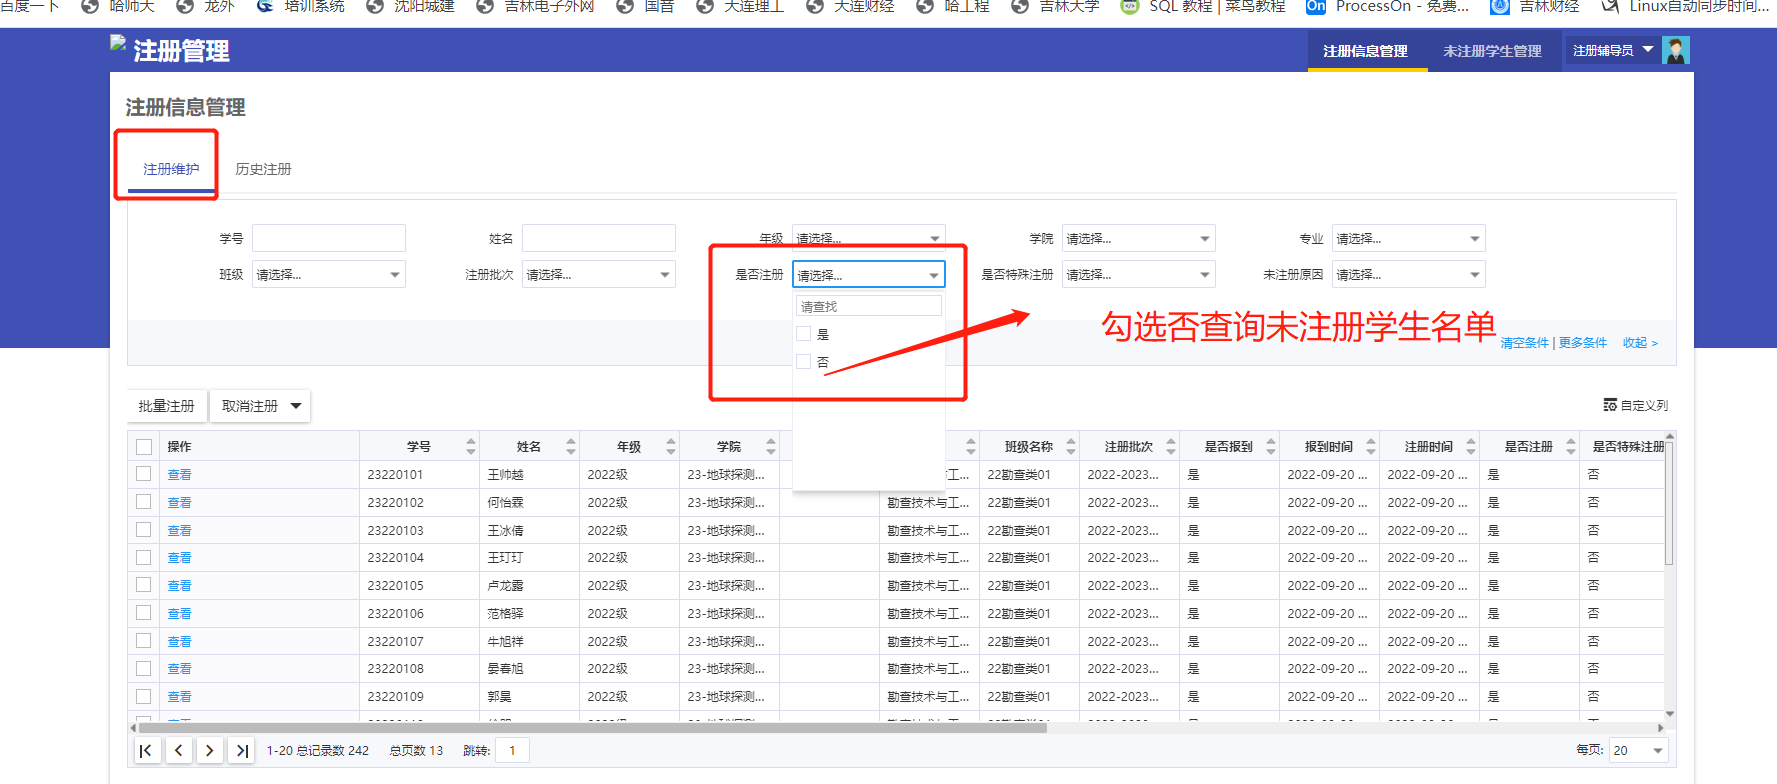 百度一下 哈师大 龙外 培训系统 沈阳城建 吉林电子外网 国音 大连理工 大连财经 哈工程 吉林大学 SQL 教程 | 菜鸟教程 On ProcessOn - 免费... 吉林财经 Linux自动同步时间...
注册管理 注册信息管理 未注册学生管理 注册辅导员
注册信息管理
注册维护 历史注册
学号 姓名 年级 请选择... 学院 请选择... 专业 请选择...
班级 请选择... 注册批次 请选择... 是否注册 请选择... 是否特殊注册 请选择... 未注册原因 请选择...
请查找
是
否
勾选否查询未注册学生名单
清空条件 | 更多条件 收起 >
批量注册 取消注册 自定义列
操作 学号 姓名 年级 学院 班级名称 注册批次 是否报到 报到时间 注册时间 是否注册 是否特殊注册
查看 23220101 王帅越 2022级 23-地球探测... 与工... 22勘查类01 2022-2023... 是 2022-09-20 ... 2022-09-20 ... 是 否
查看 23220102 何怡霖 2022级 23-地球探测... 勘查技术与工... 22勘查类01 2022-2023... 是 2022-09-20 ... 2022-09-20 ... 是 否
查看 23220103 王冰倩 2022级 23-地球探测... 勘查技术与工... 22勘查类01 2022-2023... 是 2022-09-20 ... 2022-09-20 ... 是 否
查看 23220104 王玎玎 2022级 23-地球探测... 勘查技术与工... 22勘查类01 2022-2023... 是 2022-09-20 ... 2022-09-20 ... 是 否
查看 23220105 卢龙露 2022级 23-地球探测... 勘查技术与工... 22勘查类01 2022-2023... 是 2022-09-20 ... 2022-09-20 ... 是 否
查看 23220106 范格驿 2022级 23-地球探测... 勘查技术与工... 22勘查类01 2022-2023... 是 2022-09-20 ... 2022-09-20 ... 是 否
查看 23220107 牛旭祥 2022级 23-地球探测... 勘查技术与工... 22勘查类01 2022-2023... 是 2022-09-20 ... 2022-09-20 ... 是 否
查看 23220108 晏春旭 2022级 23-地球探测... 勘查技术与工... 22勘查类01 2022-2023... 是 2022-09-20 ... 2022-09-20 ... 是 否
查看 23220109 郭昊 2022级 23-地球探测... 勘查技术与工... 22勘查类01 2022-2023... 是 2022-09-20 ... 2022-09-20 ... 是 否
1-20 总记录数 242 总页数 13 跳转: 1 每页: 20